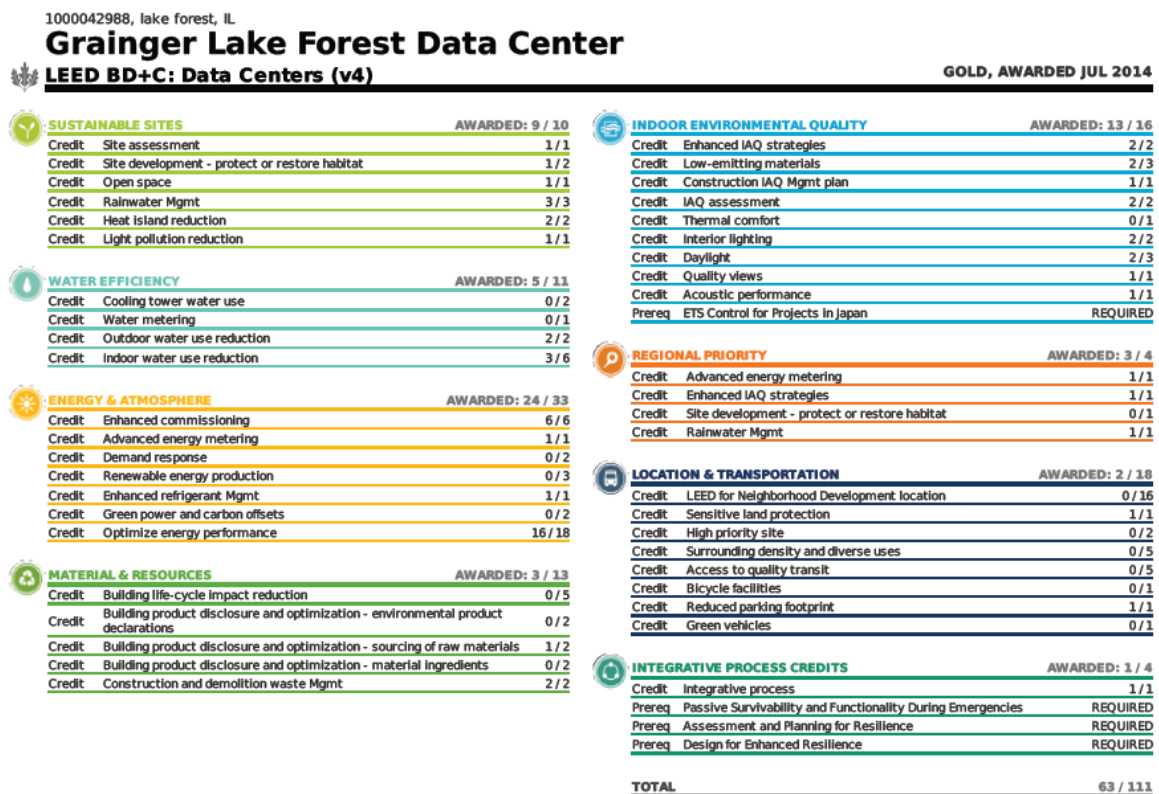 1000042988, lake forest, IL
Grainger Lake Forest Data Center
LEED BD+C: Data Centers (v4)
GOLD, AWARDED JUL 2014
SUSTAINABLE SITES AWARDED: 9 / 10
Credit Site assessment 1 / 1
Credit Site development - protect or restore habitat 1 / 2
Credit Open space 1 / 1
Credit Rainwater Mgmt 3 / 3
Credit Heat island reduction 2 / 2
Credit Light pollution reduction 1 / 1
WATER EFFICIENCY AWARDED: 5 / 11
Credit Cooling tower water use 0 / 2
Credit Water metering 0 / 1
Credit Outdoor water use reduction 2 / 2
Credit Indoor water use reduction 3 / 6
ENERGY & ATMOSPHERE AWARDED: 24 / 33
Credit Enhanced commissioning 6 / 6
Credit Advanced energy metering 1 / 1
Credit Demand response 0 / 2
Credit Renewable energy production 0 / 3
Credit Enhanced refrigerant Mgmt 1 / 1
Credit Green power and carbon offsets 0 / 2
Credit Optimize energy performance 16 / 18
MATERIAL & RESOURCES AWARDED: 3 / 13
Credit Building life-cycle impact reduction 0 / 5
Credit Building product disclosure and optimization - environmental product
declarations 0 / 2
Credit Building product disclosure and optimization - sourcing of raw materials 1 / 2
Credit Building product disclosure and optimization - material ingredients 0 / 2
Credit Construction and demolition waste Mgmt 2 / 2
INDOOR ENVIRONMENTAL QUALITY AWARDED: 13 / 16
Credit Enhanced IAQ strategies 2 / 2
Credit Low-emitting materials 2 / 3
Credit Construction IAQ Mgmt plan 1 / 1
Credit IAQ assessment 2 / 2
Credit Thermal comfort 0 / 1
Credit Interior lighting 2 / 2
Credit Daylight 2 / 3
Credit Quality views 1 / 1
Credit Acoustic performance 1 / 1
Prereq ETS Control for Projects in Japan REQUIRED
REGIONAL PRIORITY AWARDED: 3 / 4
Credit Advanced energy metering 1 / 1
Credit Enhanced IAQ strategies 1 / 1
Credit Site development - protect or restore habitat 0 / 1
Credit Rainwater Mgmt 1 / 1
LOCATION & TRANSPORTATION AWARDED: 2 / 18
Credit LEED for Neighborhood Development location 0 / 16
Credit Sensitive land protection 1 / 1
Credit High priority site 0 / 2
Credit Surrounding density and diverse uses 0 / 5
Credit Access to quality transit 0 / 5
Credit Bicycle facilities 0 / 1
Credit Reduced parking footprint 1 / 1
Credit Green vehicles 0 / 1
INTEGRATIVE PROCESS CREDITS AWARDED: 1 / 4
Credit Integrative process 1 / 1
Prereq Passive Survivability and Functionality During Emergencies REQUIRED
Prereq Assessment and Planning for Resilience REQUIRED
Prereq Design for Enhanced Resilience REQUIRED
TOTAL 63 / 111